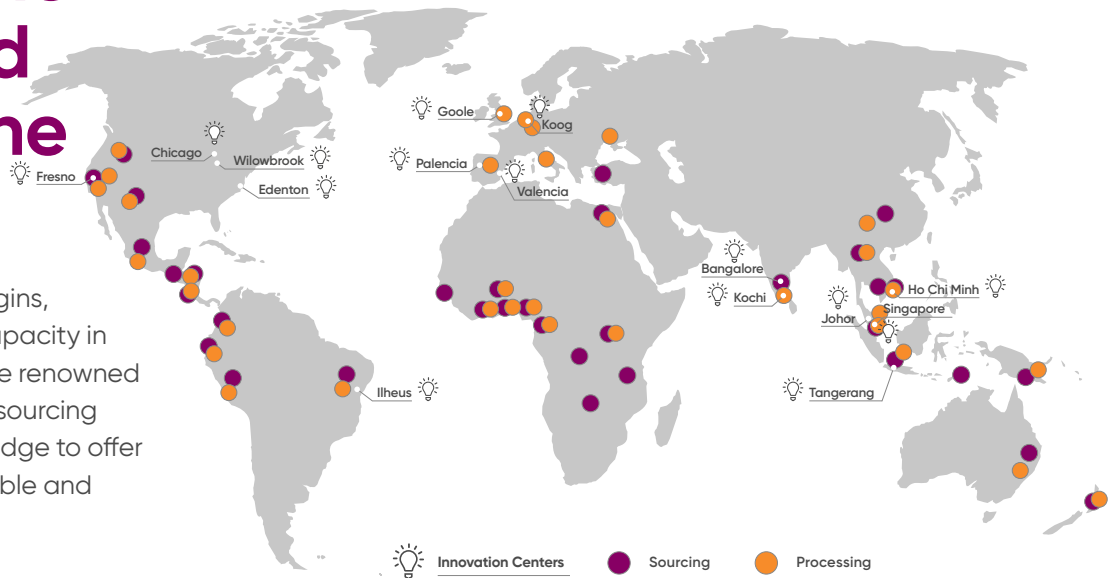 d
ne
gins,
apacity in
e renowned
sourcing
dge to offer
ble and
Goole
Koog
Chicago
Wilowbrook
Palencia
Fresno
Edenton
Valencia
Bangalore
Kochi
Ho Chi Minh
Singapore
Johor
Ilheus
Tangerang
Innovation Centers
Sourcing
Processing